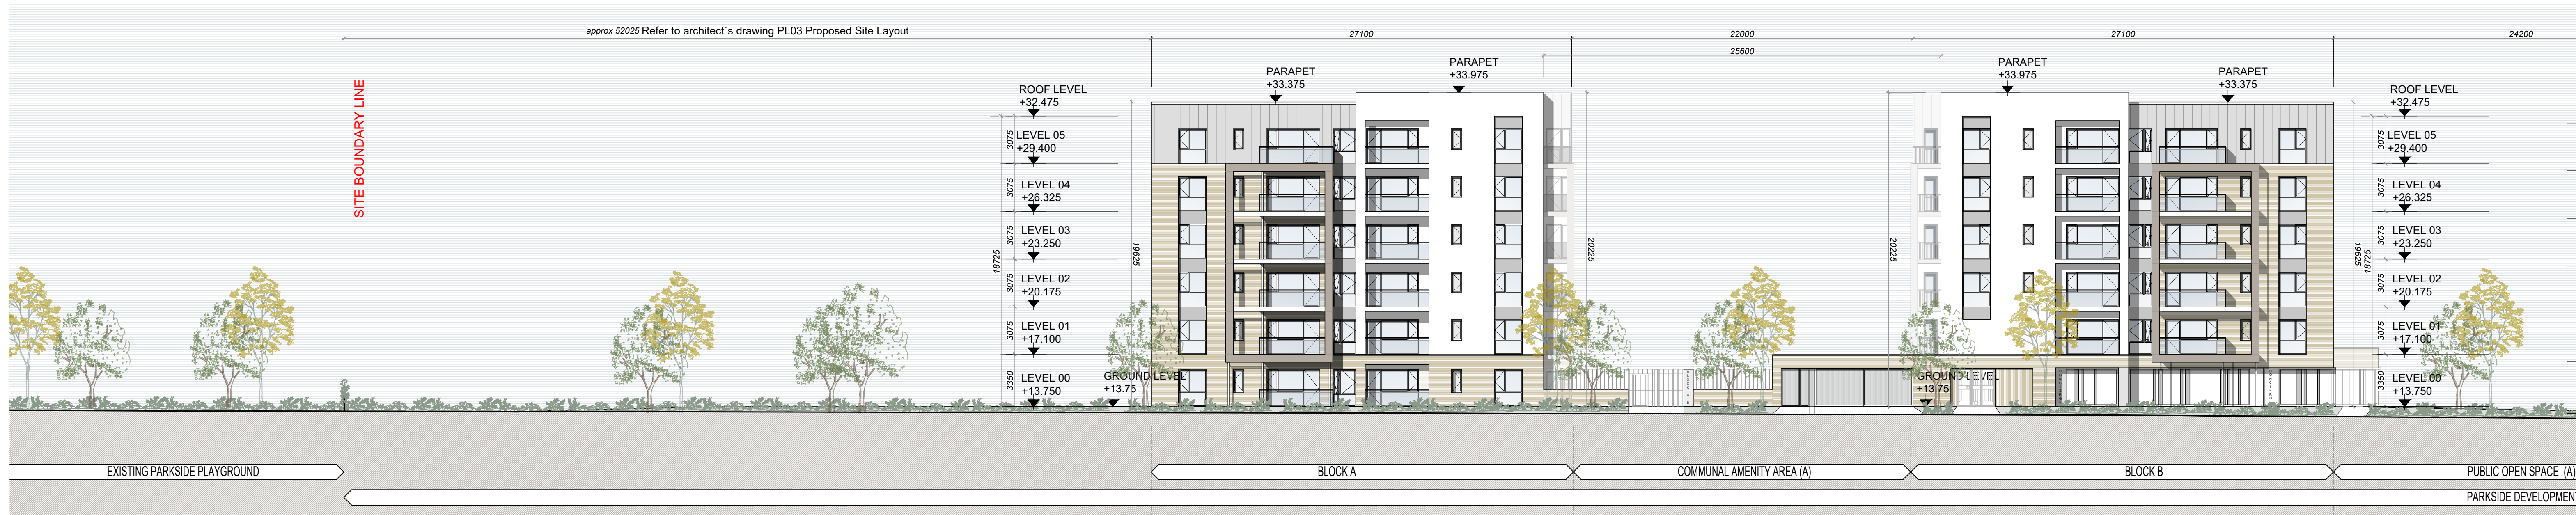 approx 52025 Refer to architect`s drawing PL03 Proposed Site Layout
27100
22000
27100
24200
25600
SITE BOUNDARY LINE
PARAPET
+33.375
PARAPET
+33.975
PARAPET
+33.975
PARAPET
+33.375
ROOF LEVEL
+32.475
LEVEL 05
+29.400
LEVEL 04
+26.325
LEVEL 03
+23.250
LEVEL 02
+20.175
LEVEL 01
+17.100
LEVEL 00
+13.750
3075
3075
3075
3075
3075
3350
18725
19625
GROUND LEVEL
+13.75
20225
20225
GROUND LEVEL
+13.75
ROOF LEVEL
+32.475
LEVEL 05
+29.400
LEVEL 04
+26.325
LEVEL 03
+23.250
LEVEL 02
+20.175
LEVEL 01
+17.100
LEVEL 00
+13.750
3075
3075
3075
3075
3075
3350
19625
18725
EXISTING PARKSIDE PLAYGROUND
BLOCK A
COMMUNAL AMENITY AREA (A)
BLOCK B
PUBLIC OPEN SPACE (A)
PARKSIDE DEVELOPMENT